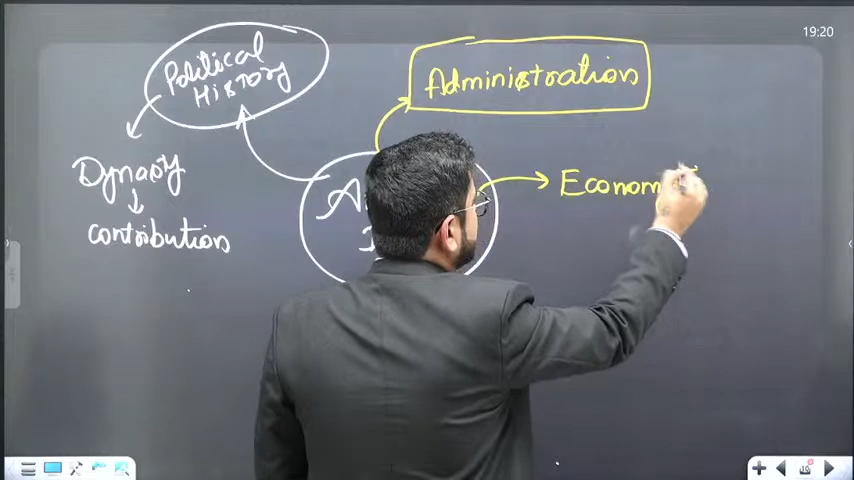 19:20
Political
History
Administration
Dynasty
contribution